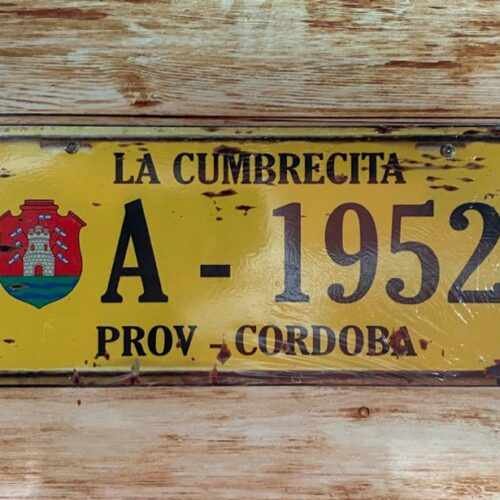 LA CUMBRECITA
A - 1952
PROV - CORDOBA